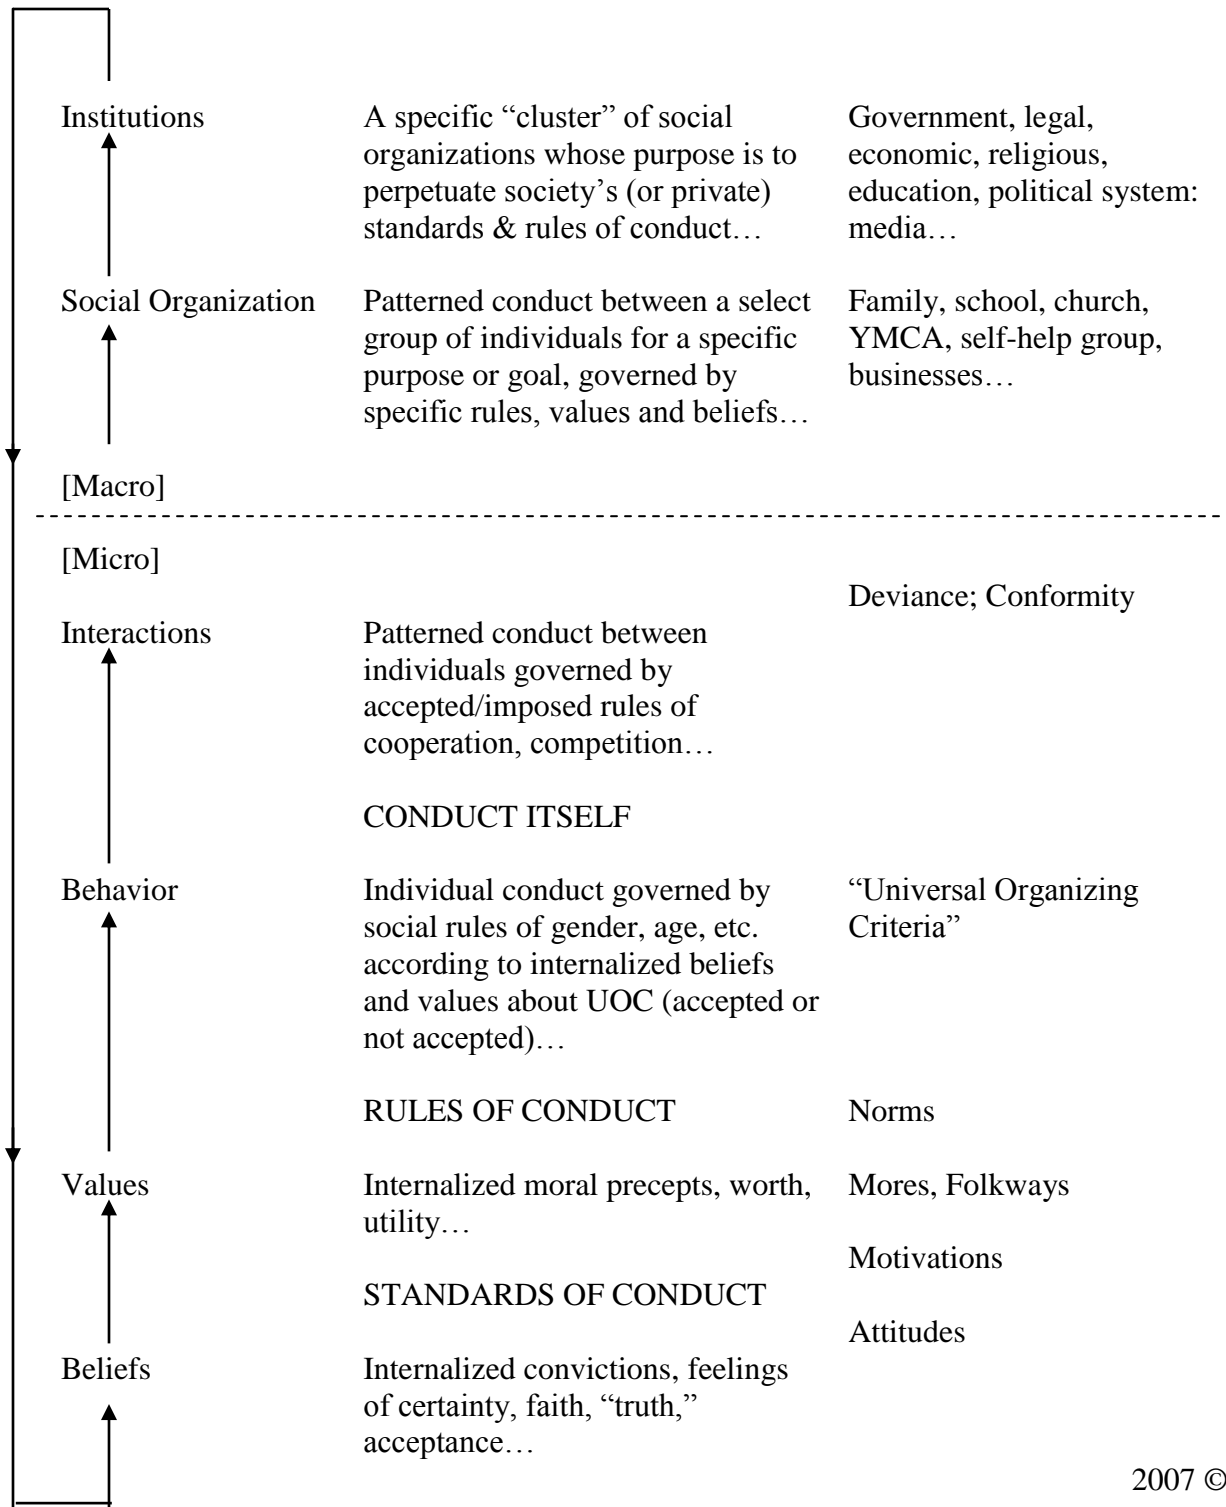 Institutions
A specific “cluster” of social
organizations whose purpose is to
perpetuate society’s (or private)
standards & rules of conduct…
Government, legal,
economic, religious,
education, political system:
media…
Social Organization
Patterned conduct between a select
group of individuals for a specific
purpose or goal, governed by
specific rules, values and beliefs…
Family, school, church,
YMCA, self-help group,
businesses…
[Macro]
[Micro]
Deviance; Conformity
Interactions
Patterned conduct between
individuals governed by
accepted/imposed rules of
cooperation, competition…
CONDUCT ITSELF
Behavior
Individual conduct governed by
social rules of gender, age, etc.
according to internalized beliefs
and values about UOC (accepted or
not accepted)…
“Universal Organizing
Criteria”
RULES OF CONDUCT
Norms
Values
Internalized moral precepts, worth,
utility…
Mores, Folkways
Motivations
STANDARDS OF CONDUCT
Attitudes
Beliefs
Internalized convictions, feelings
of certainty, faith, “truth,”
acceptance…
2007 ©